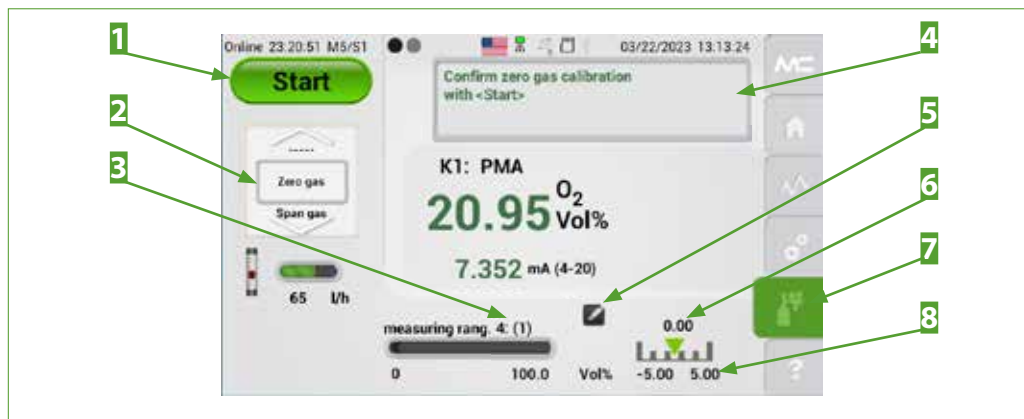 1
2
3
4
5
6
7
8
Online 23:20:51 M5/S1
03/22/2023 13:13:24
Start
Confirm zero gas calibration
with <Start>
-----
Zero gas
Span gas
65 l/h
K1: PMA
20.95 O2
Vol%
7.352 mA (4-20)
measuring rang. 4: (1)
0 100.0 Vol%
0.00
-5.00 5.00
?